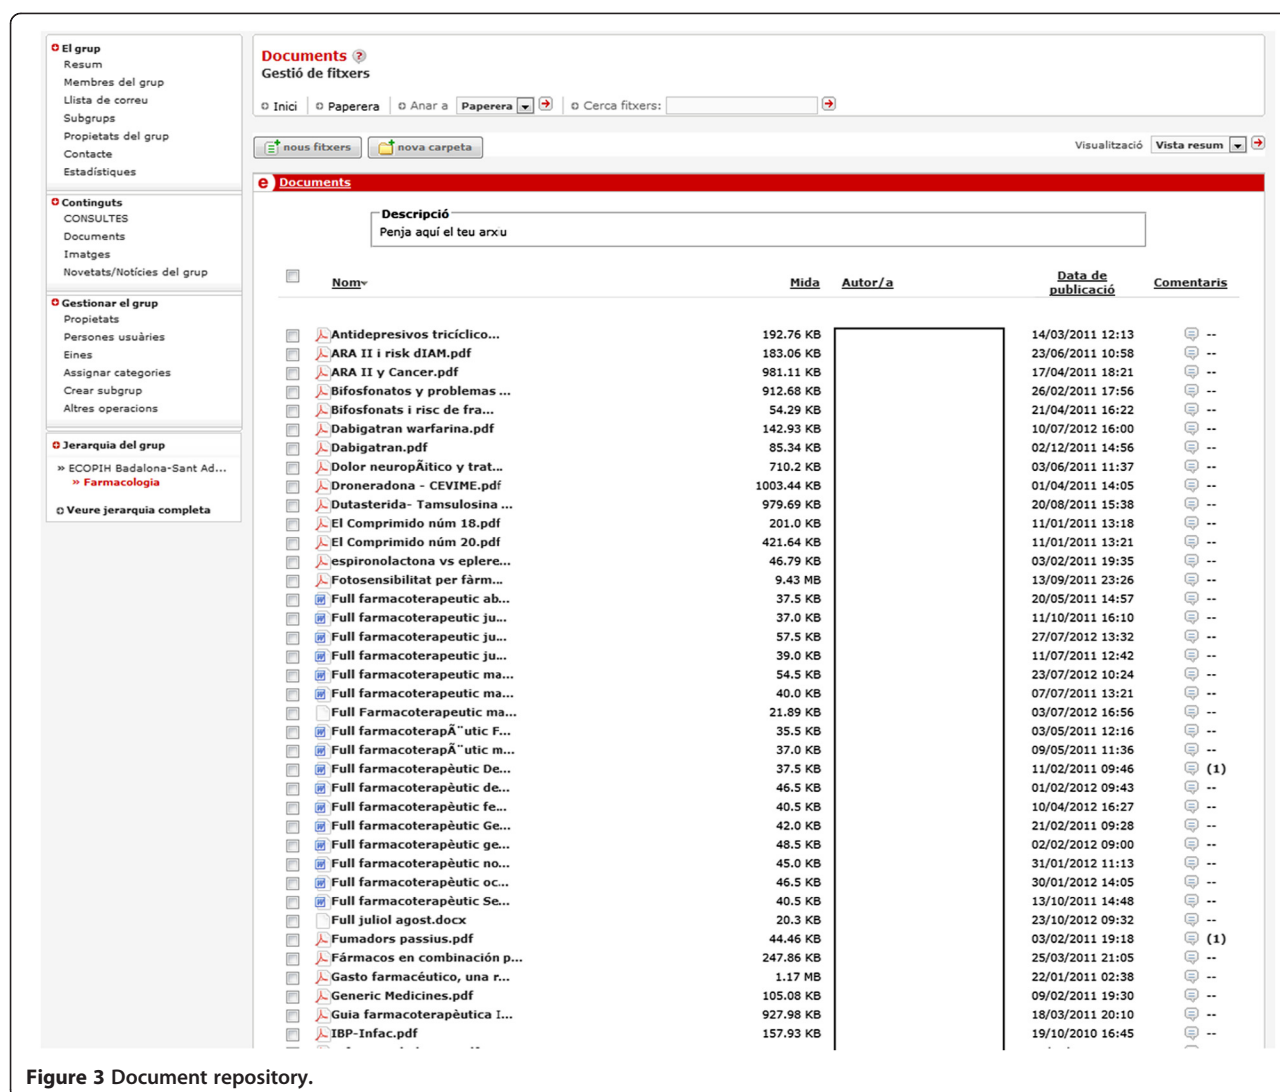 El grup
Resum
Membres del grup
Llista de correu
Subgrups
Propietats del grup
Contacte
Estadístiques
Continguts
CONSULTES
Documents
Imatges
Novetats/Notícies del grup
Gestionar el grup
Propietats
Persones usuàries
Eines
Assignar categories
Crear subgrup
Altres operacions
Jerarquia del grup
» ECOPIH Badalona-Sant Ad...
» Farmacologia
Veure jerarquia completa
Documents ?
Gestió de fitxers
Inici Paperera Anar a Paperera Cerca fitxers:
nous fitxers nova carpeta Visualització Vista resum
e Documents
Descripció
Penja aquí el teu arxiu
Nom Mida Autor/a Data de publicació Comentaris
Antidepresivos tricíclico... 192.76 KB 14/03/2011 12:13 --
ARA II i risk dIAM.pdf 183.06 KB 23/06/2011 10:58 --
ARA II y Cancer.pdf 981.11 KB 17/04/2011 18:21 --
Bifosfonatos y problemas ... 912.68 KB 26/02/2011 17:56 --
Bifosfonats i risc de fra... 54.29 KB 21/04/2011 16:22 --
Dabigatran warfarina.pdf 142.93 KB 10/07/2012 16:00 --
Dabigatran.pdf 85.34 KB 02/12/2011 14:56 --
Dolor neuropÃitico y trat... 710.2 KB 03/06/2011 11:37 --
Droneradona - CEVIME.pdf 1003.44 KB 01/04/2011 14:05 --
Dutasterida- Tamsulosina ... 979.69 KB 20/08/2011 15:38 --
El Comprimido núm 18.pdf 201.0 KB 11/01/2011 13:18 --
El Comprimido núm 20.pdf 421.64 KB 11/01/2011 13:21 --
espironolactona vs eplere... 46.79 KB 03/02/2011 19:35 --
Fotosensibilitat per fàrm... 9.43 MB 13/09/2011 23:26 --
Full farmacoterapeutic ab... 37.5 KB 20/05/2011 14:57 --
Full farmacoterapeutic ju... 37.0 KB 11/10/2011 16:10 --
Full farmacoterapeutic ju... 57.5 KB 27/07/2012 13:32 --
Full farmacoterapeutic ju... 39.0 KB 11/07/2011 12:42 --
Full farmacoterapeutic ma... 54.5 KB 23/07/2012 10:24 --
Full farmacoterapeutic ma... 40.0 KB 07/07/2011 13:21 --
Full Farmacoterapeutic ma... 21.89 KB 03/07/2012 16:56 --
Full farmacoterapÃ¨utic F... 35.5 KB 03/05/2011 12:16 --
Full farmacoterapÃ¨utic m... 37.0 KB 09/05/2011 11:36 --
Full farmacoterapèutic De... 37.5 KB 11/02/2011 09:46 (1)
Full farmacoterapèutic de... 46.5 KB 01/02/2012 09:43 --
Full farmacoterapèutic fe... 40.5 KB 10/04/2012 16:27 --
Full farmacoterapèutic Ge... 42.0 KB 21/02/2011 09:28 --
Full farmacoterapèutic ge... 48.5 KB 02/02/2012 09:00 --
Full farmacoterapèutic no... 45.0 KB 31/01/2012 11:13 --
Full farmacoterapèutic oc... 46.5 KB 30/01/2012 14:05 --
Full farmacoterapèutic Se... 40.5 KB 13/10/2011 14:48 --
Full juliol agost.docx 20.3 KB 23/10/2012 09:32 --
Fumadors passius.pdf 44.46 KB 03/02/2011 19:18 (1)
Fármacos en combinación p... 247.86 KB 25/03/2011 21:05 --
Gasto farmacéutico, una r... 1.17 MB 22/01/2011 02:38 --
Generic Medicines.pdf 105.08 KB 09/02/2011 19:30 --
Guia farmacoterapèutica I... 927.98 KB 18/03/2011 20:10 --
IBP-Infac.pdf 157.93 KB 19/10/2010 16:45 --
Figure 3 Document repository.